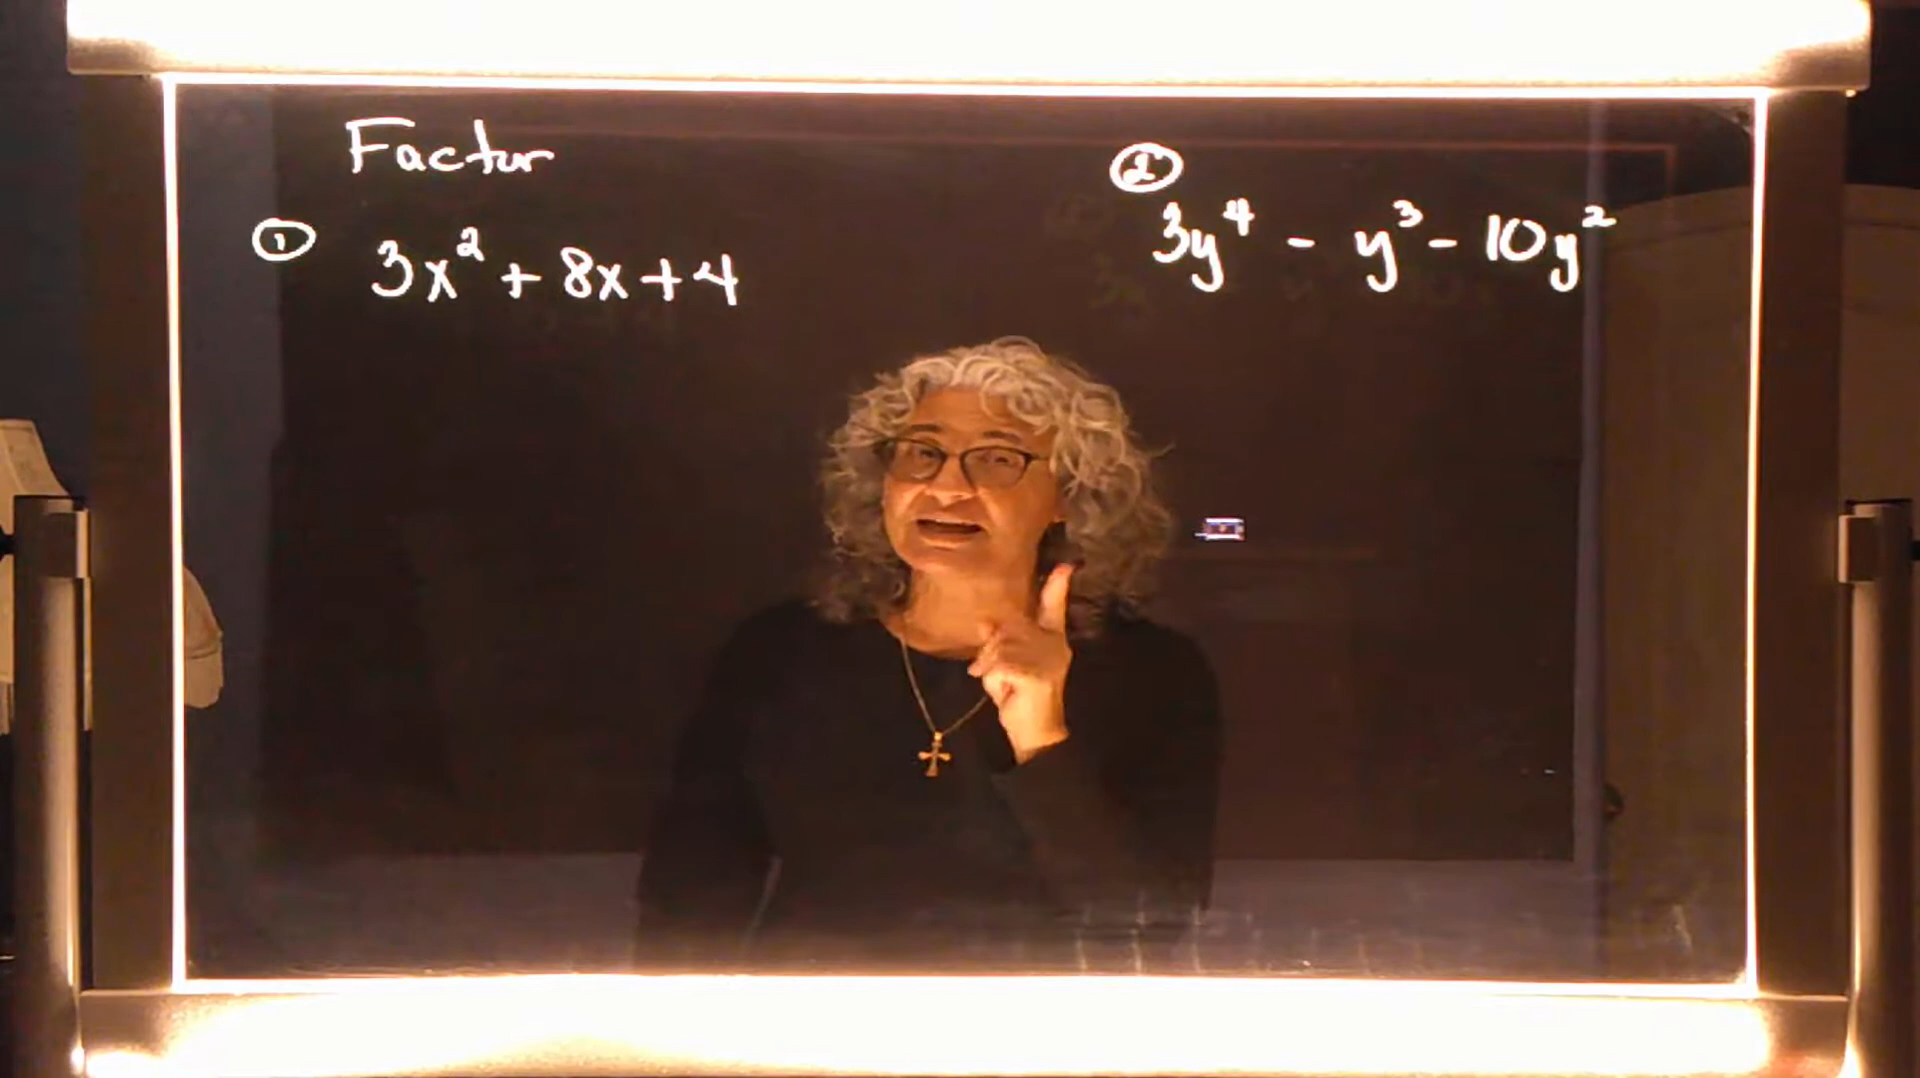 Factor
① 3x² + 8x + 4
② 3y⁴ - y³ - 10y²